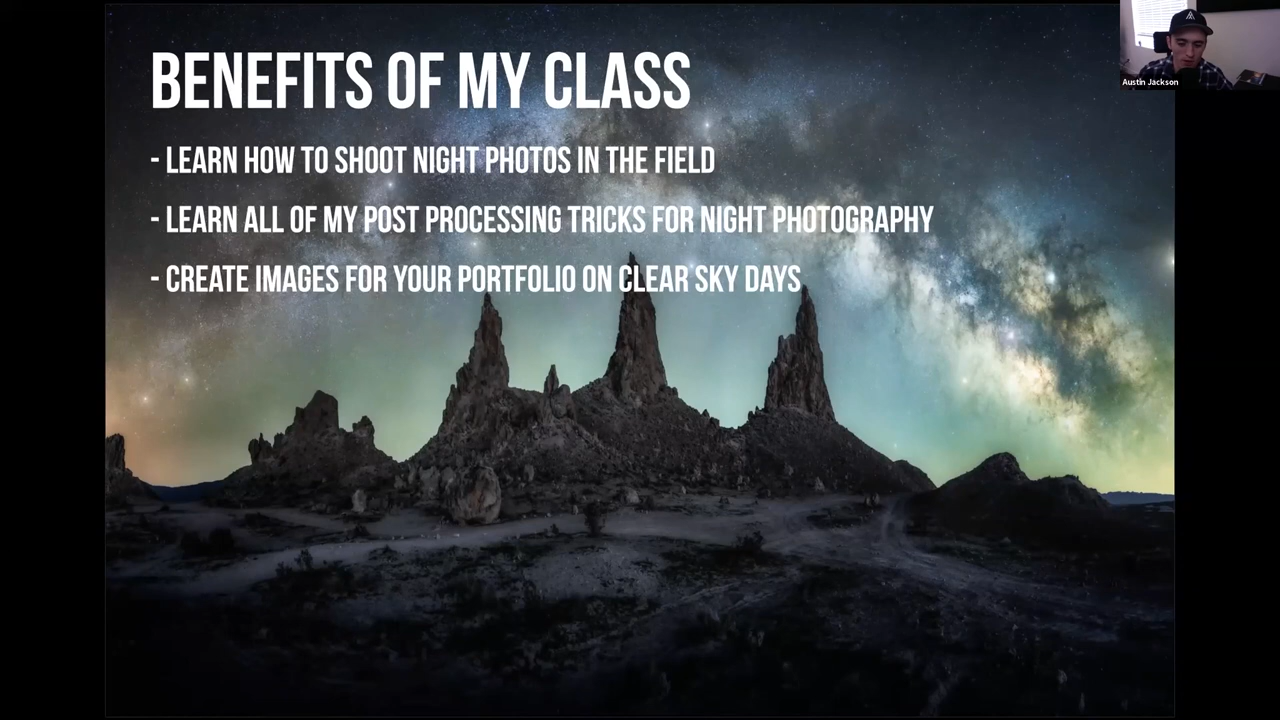 BENEFITS OF MY CLASS
- LEARN HOW TO SHOOT NIGHT PHOTOS IN THE FIELD
- LEARN ALL OF MY POST PROCESSING TRICKS FOR NIGHT PHOTOGRAPHY
- CREATE IMAGES FOR YOUR PORTFOLIO ON CLEAR SKY DAYS
Austin Jackson